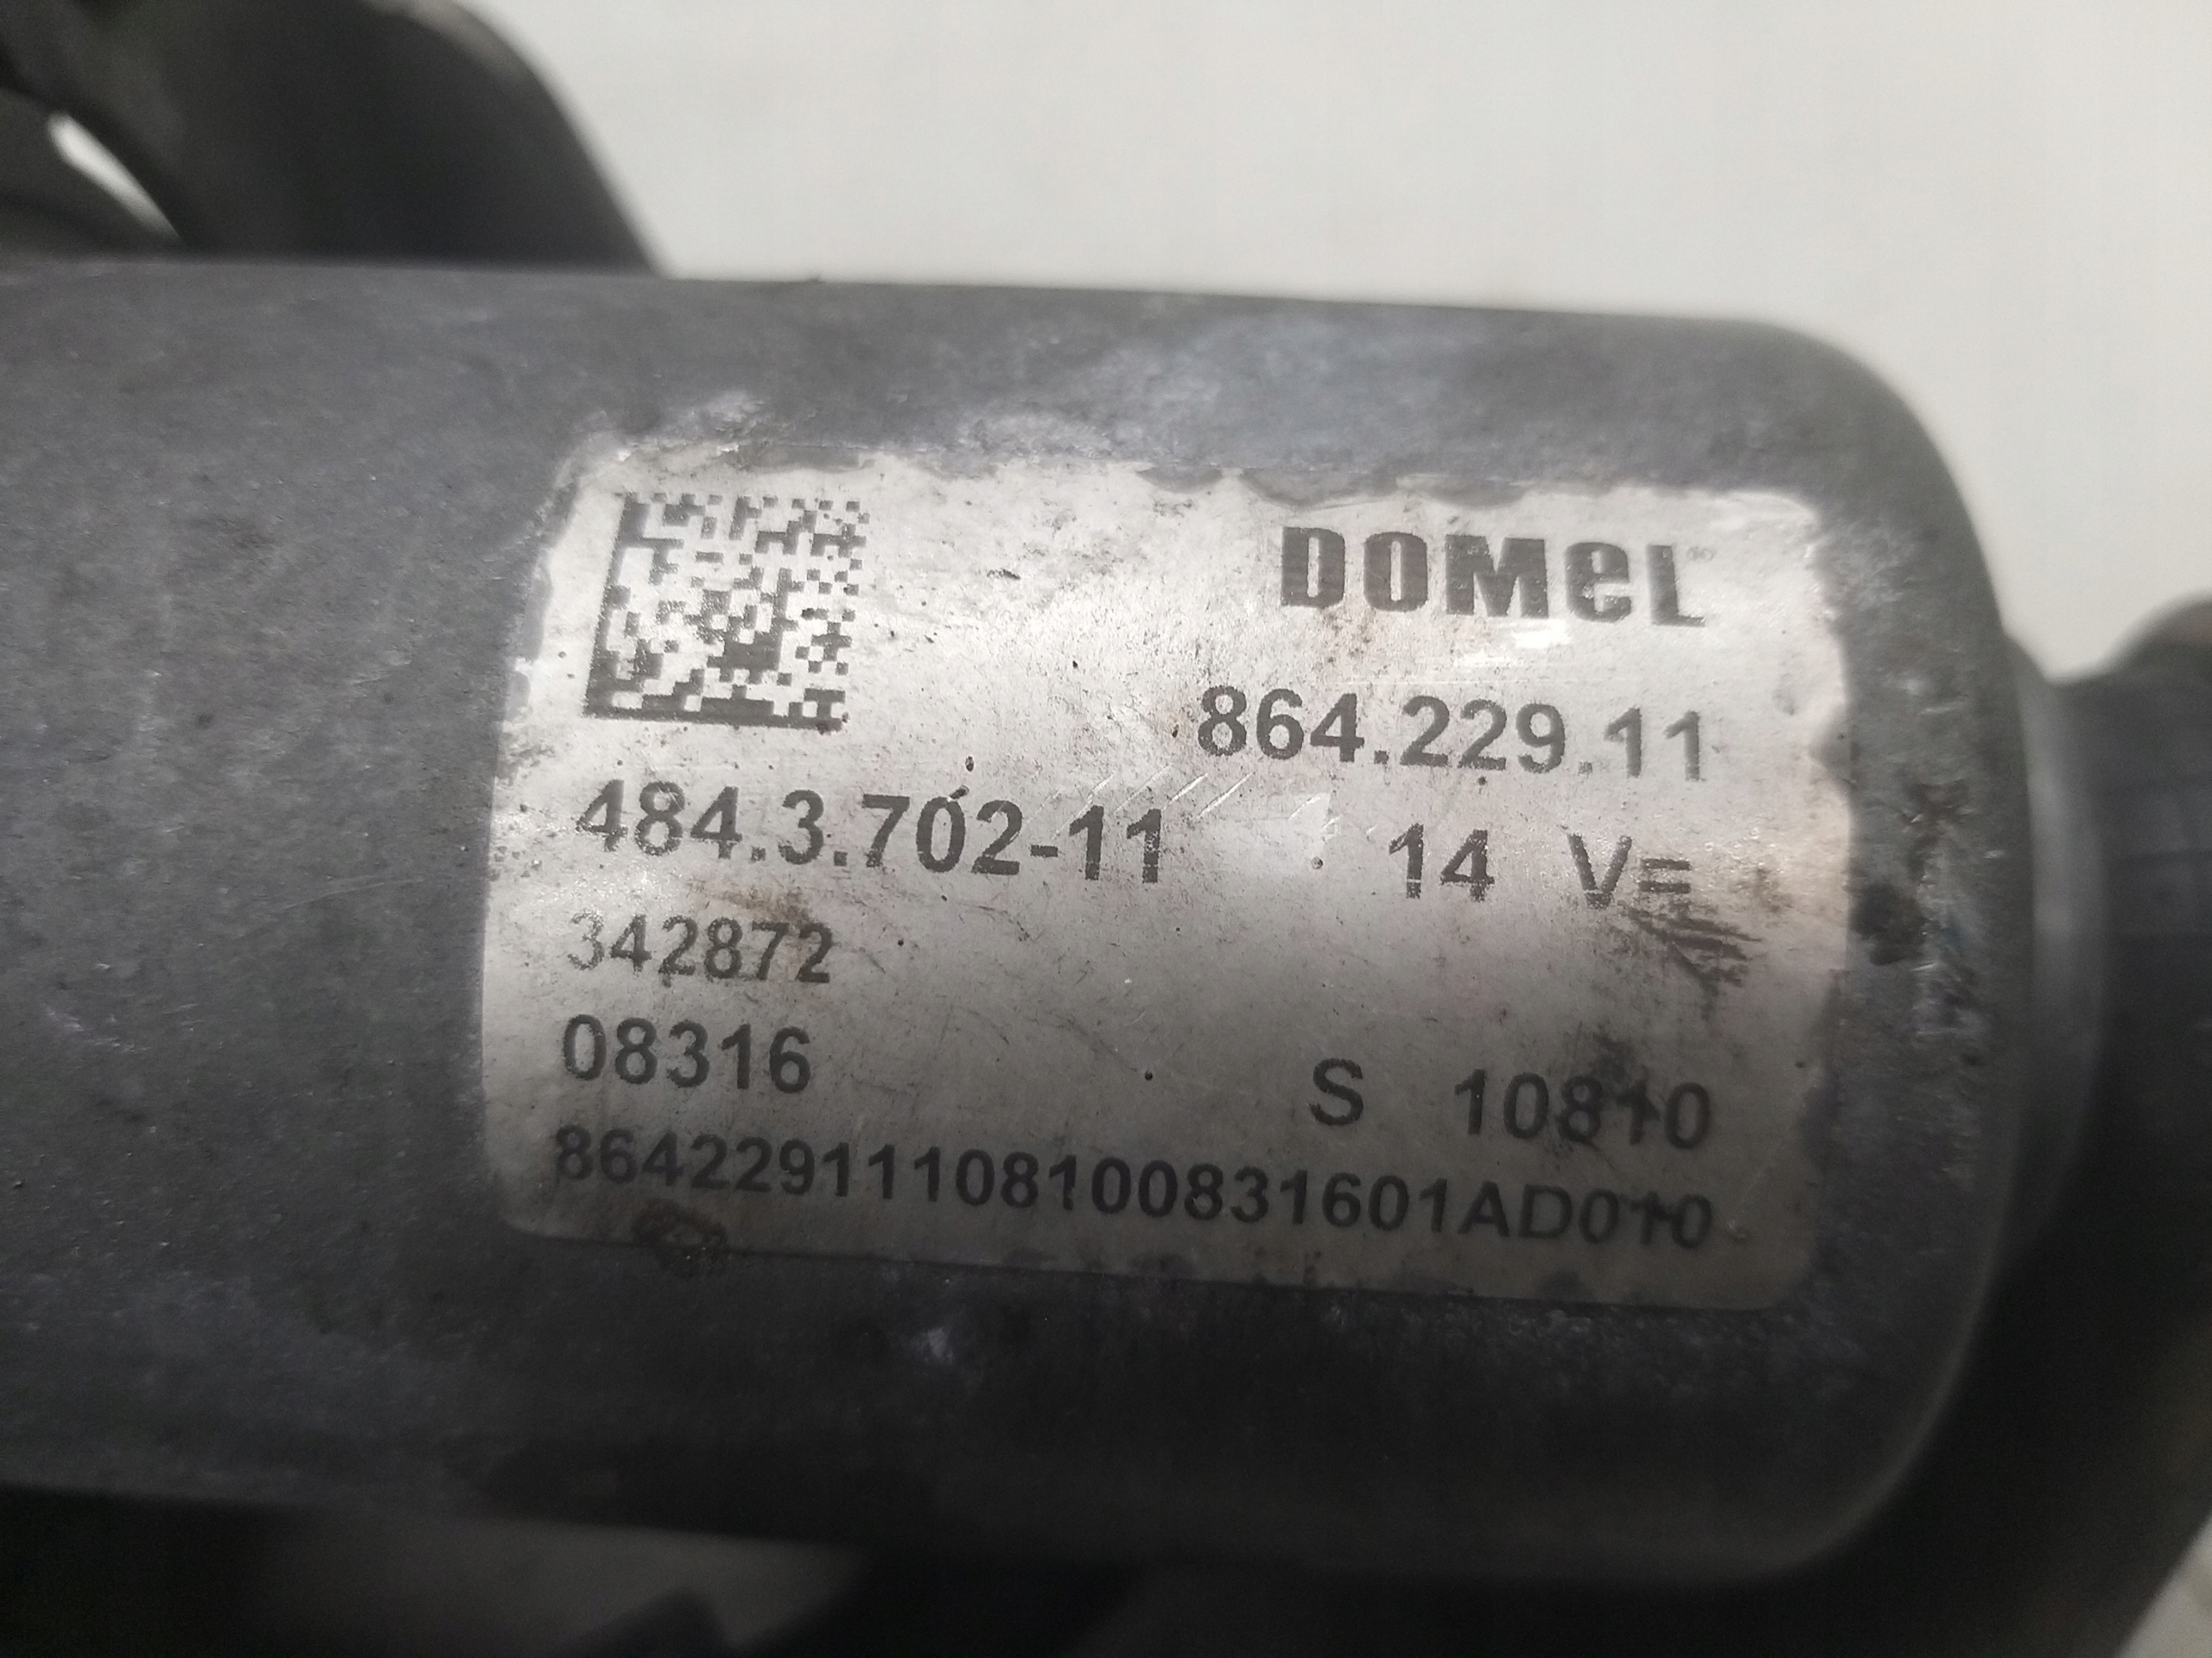 DOMEL
864.229.11
484.3.702-11 14 V=
342872
08316 S 10810
86422911108100831601AD010